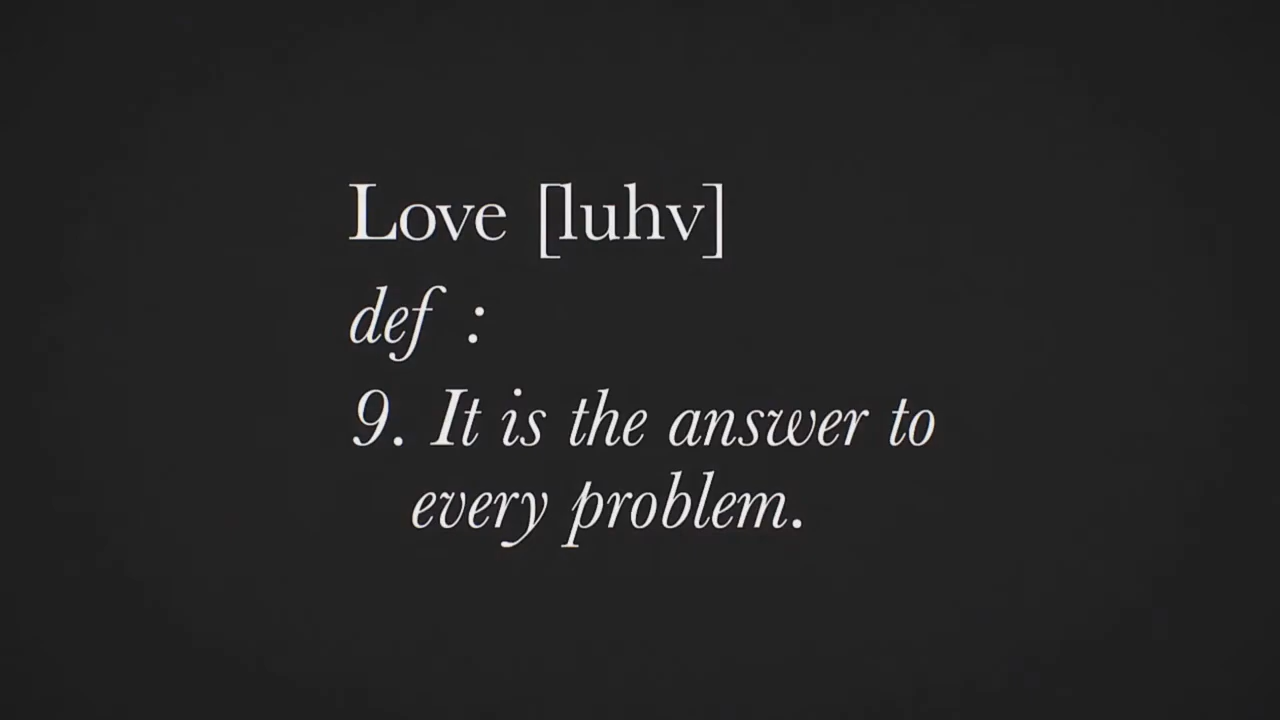 Love [luhv]
def :
9. It is the answer to
every problem.